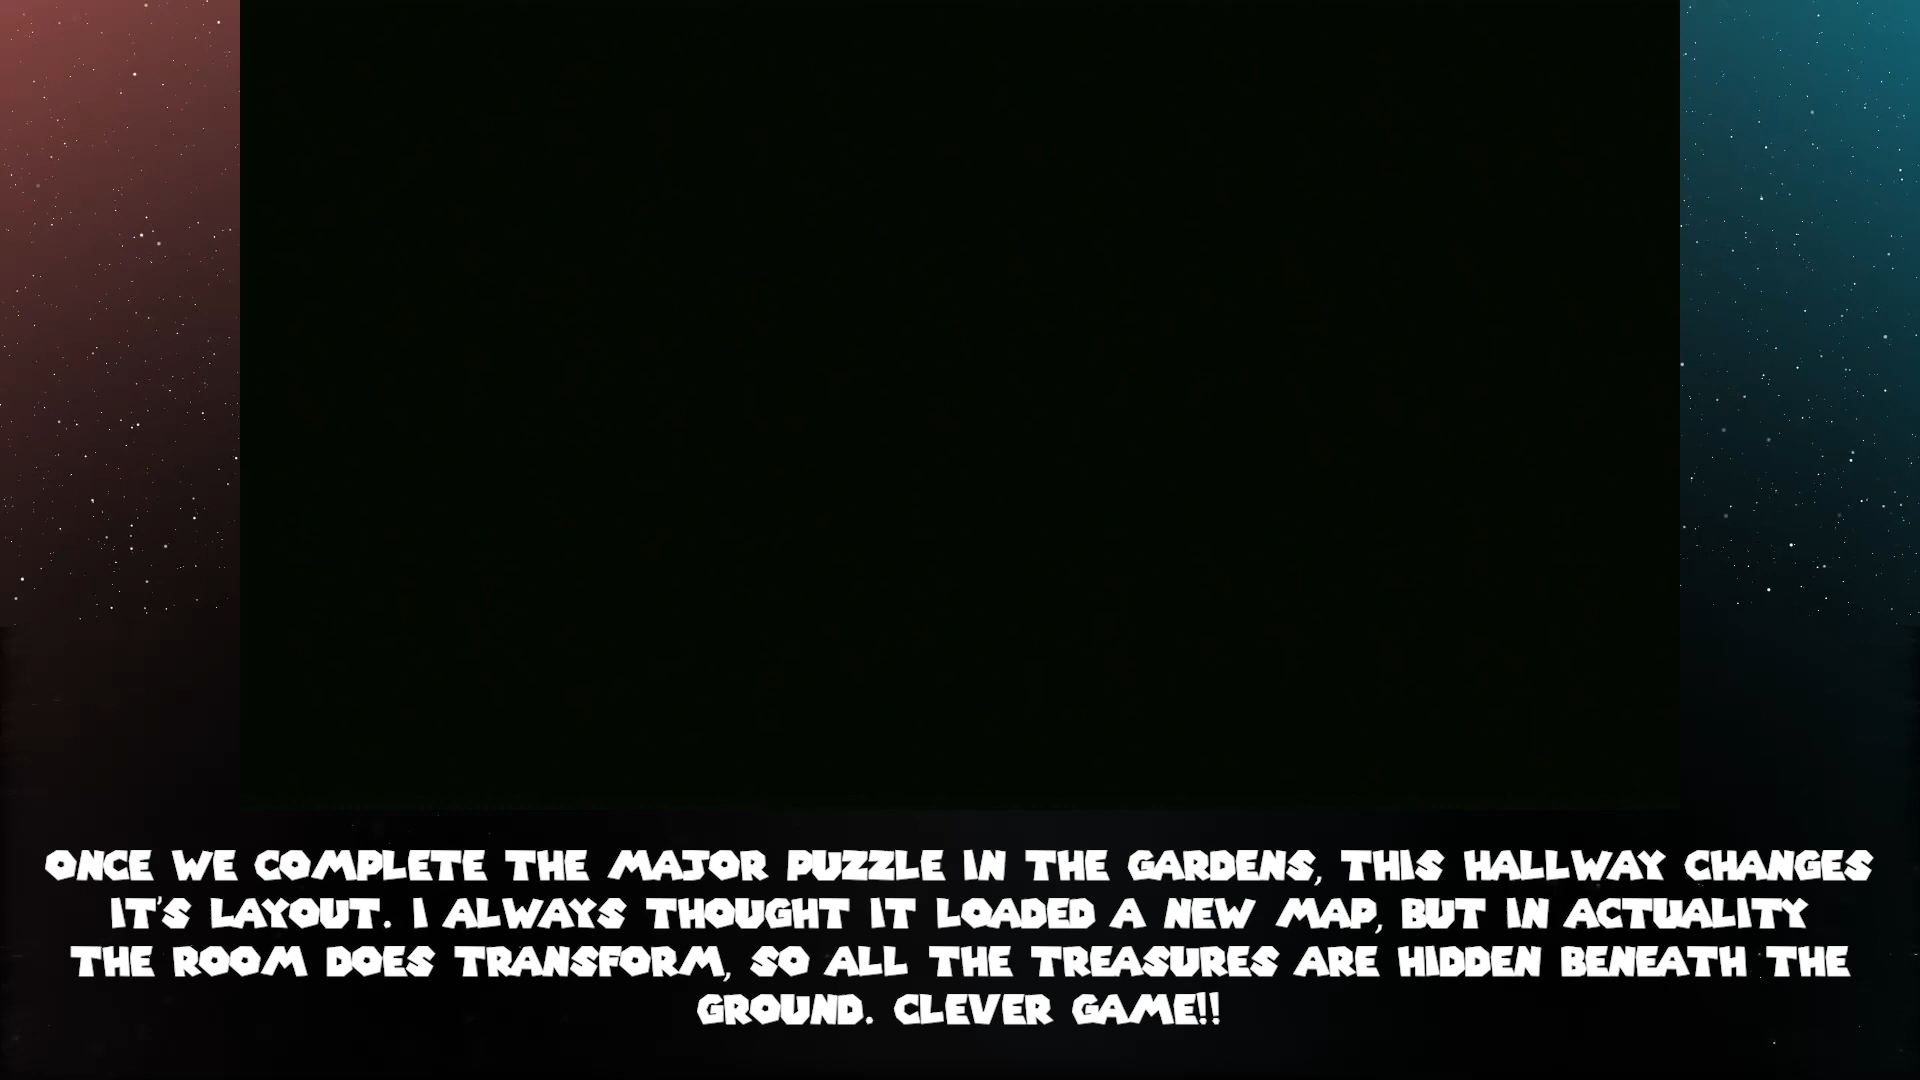 ONCE WE COMPLETE THE MAJOR PUZZLE IN THE GARDENS, THIS HALLWAY CHANGES
IT'S LAYOUT. I ALWAYS THOUGHT IT LOADED A NEW MAP, BUT IN ACTUALITY
THE ROOM DOES TRANSFORM, SO ALL THE TREASURES ARE HIDDEN BENEATH THE
GROUND. CLEVER GAME!!